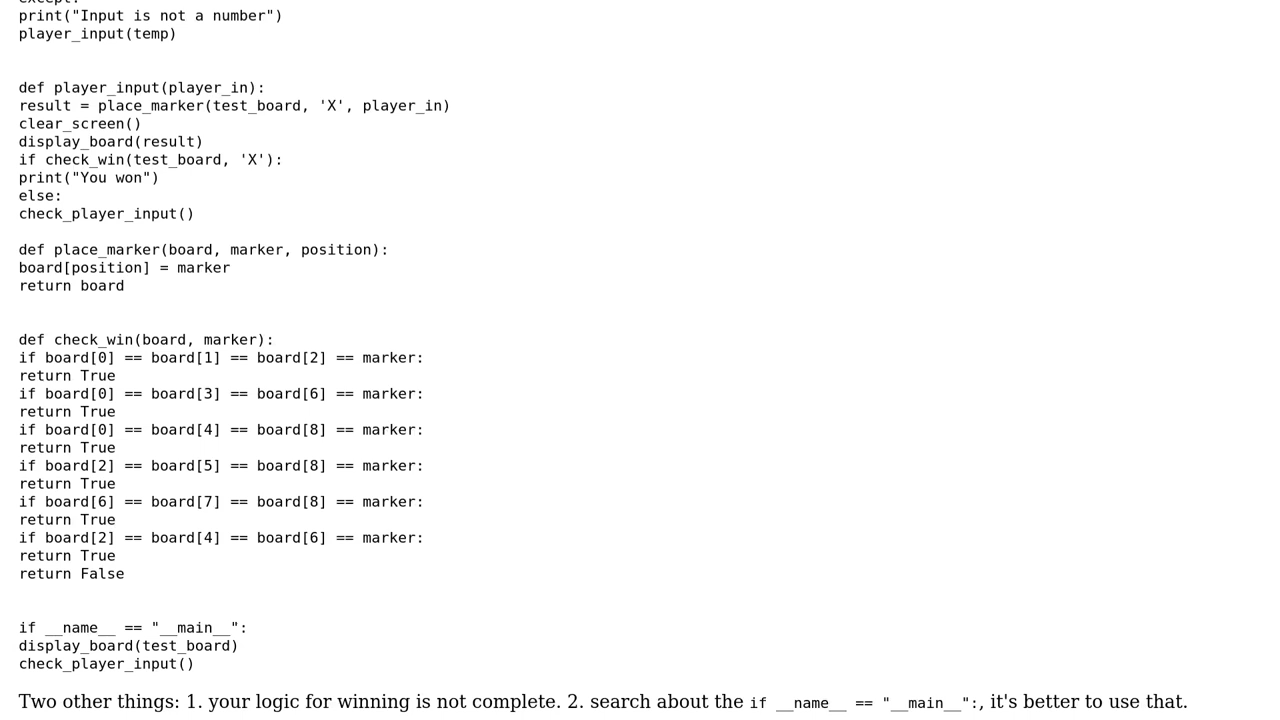 except:
print("Input is not a number")
player_input(temp)
def player_input(player_in):
result = place_marker(test_board, 'X', player_in)
clear_screen()
display_board(result)
if check_win(test_board, 'X'):
print("You won")
else:
check_player_input()
def place_marker(board, marker, position):
board[position] = marker
return board
def check_win(board, marker):
if board[0] == board[1] == board[2] == marker:
return True
if board[0] == board[3] == board[6] == marker:
return True
if board[0] == board[4] == board[8] == marker:
return True
if board[2] == board[5] == board[8] == marker:
return True
if board[6] == board[7] == board[8] == marker:
return True
if board[2] == board[4] == board[6] == marker:
return True
return False
if __name__ == "__main__":
display_board(test_board)
check_player_input()
Two other things: 1. your logic for winning is not complete. 2. search about the if __name__ == "__main__":, it's better to use that.